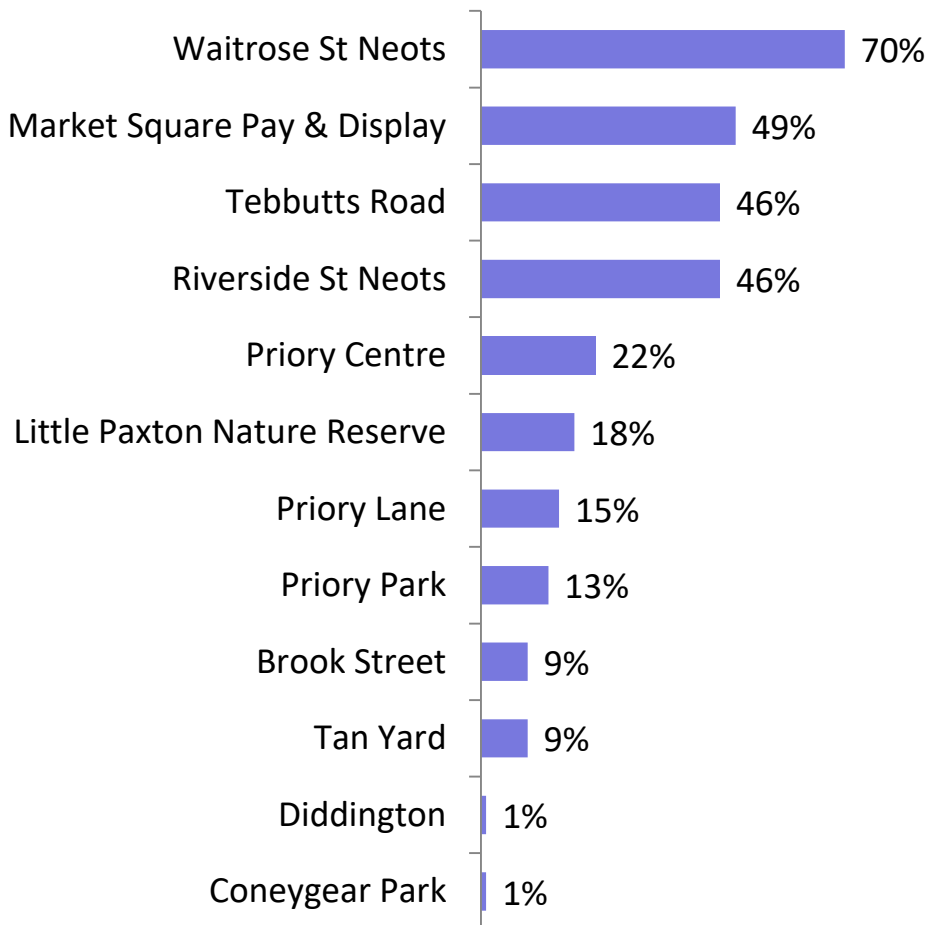 Waitrose St Neots 70%
Market Square Pay & Display 49%
Tebbutts Road 46%
Riverside St Neots 46%
Priory Centre 22%
Little Paxton Nature Reserve 18%
Priory Lane 15%
Priory Park 13%
Brook Street 9%
Tan Yard 9%
Diddington 1%
Coneygear Park 1%